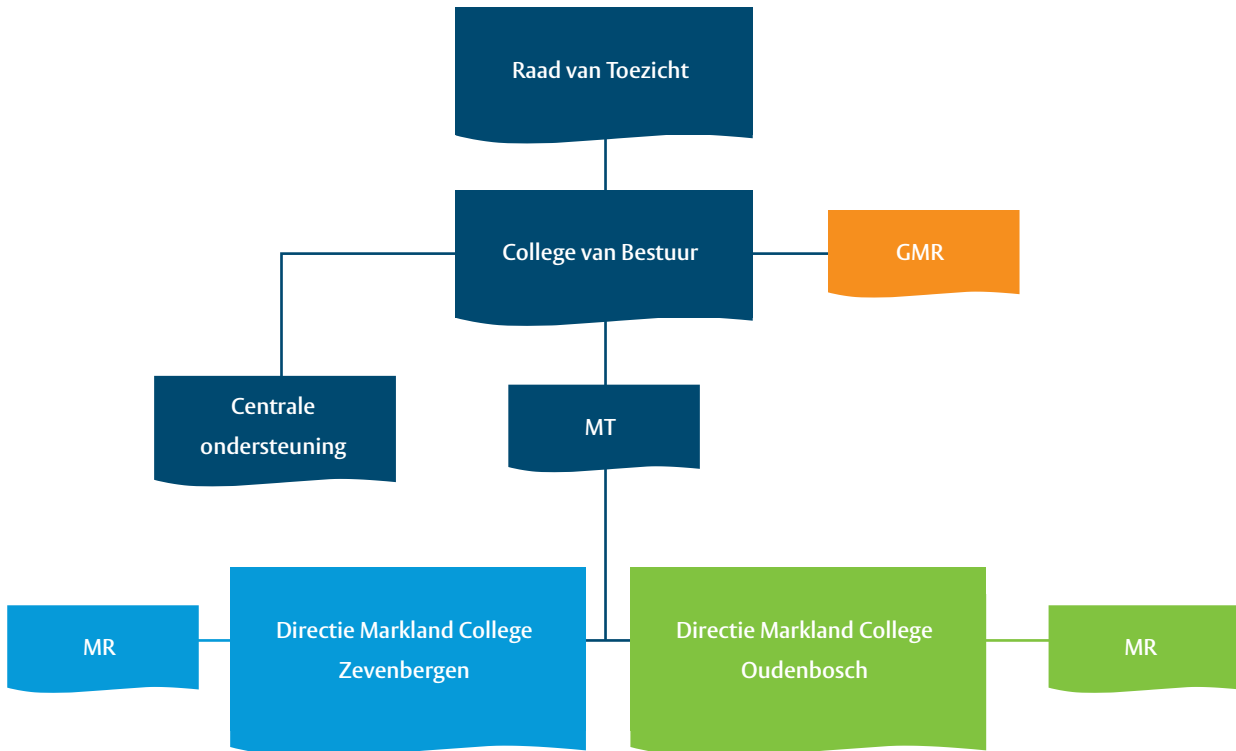 Raad van Toezicht
College van Bestuur
GMR
Centrale
ondersteuning
MT
MR
Directie Markland College
Zevenbergen
Directie Markland College
Oudenbosch
MR